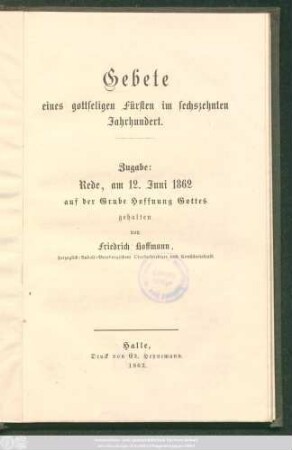 Gebete
eines gottseligen Fürsten im sechszehnten
Jahrhundert.
Zugabe:
Rede, am 12. Juni 1862
auf der Grube Hoffnung Gottes
gehalten
von
Friedrich Hoffmann,
Halle,
Druck von Ed. Heynemann.
1862.